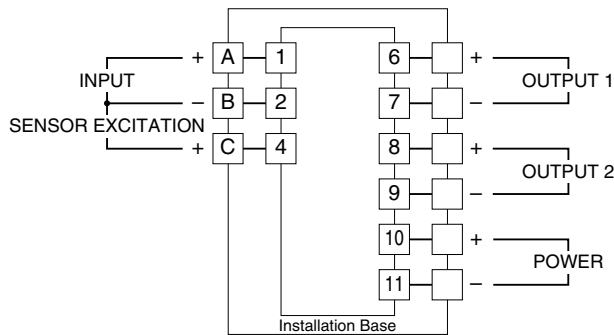 + A 1 6 +
INPUT OUTPUT 1
− B 2 7 −
SENSOR EXCITATION
+ C 4 8 +
OUTPUT 2
9 −
10 +
POWER
11 −
Installation Base